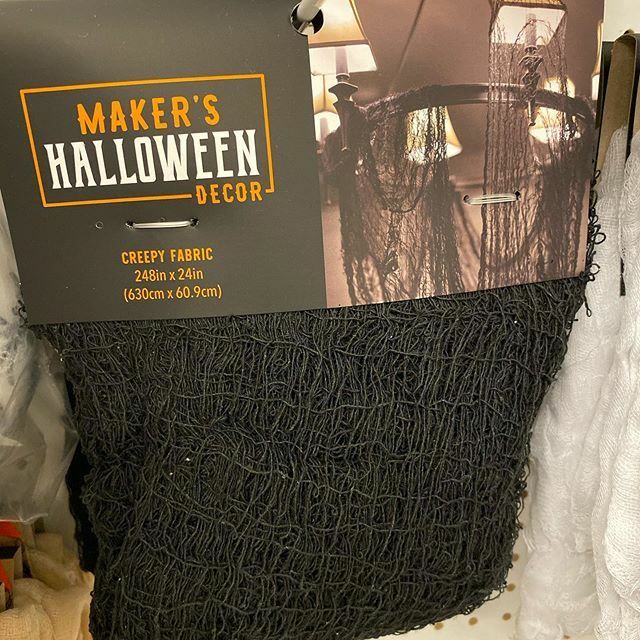 MAKER'S
HALLOWEEN
DECOR
CREEPY FABRIC
248in x 24in
(630cm x 60.9cm)